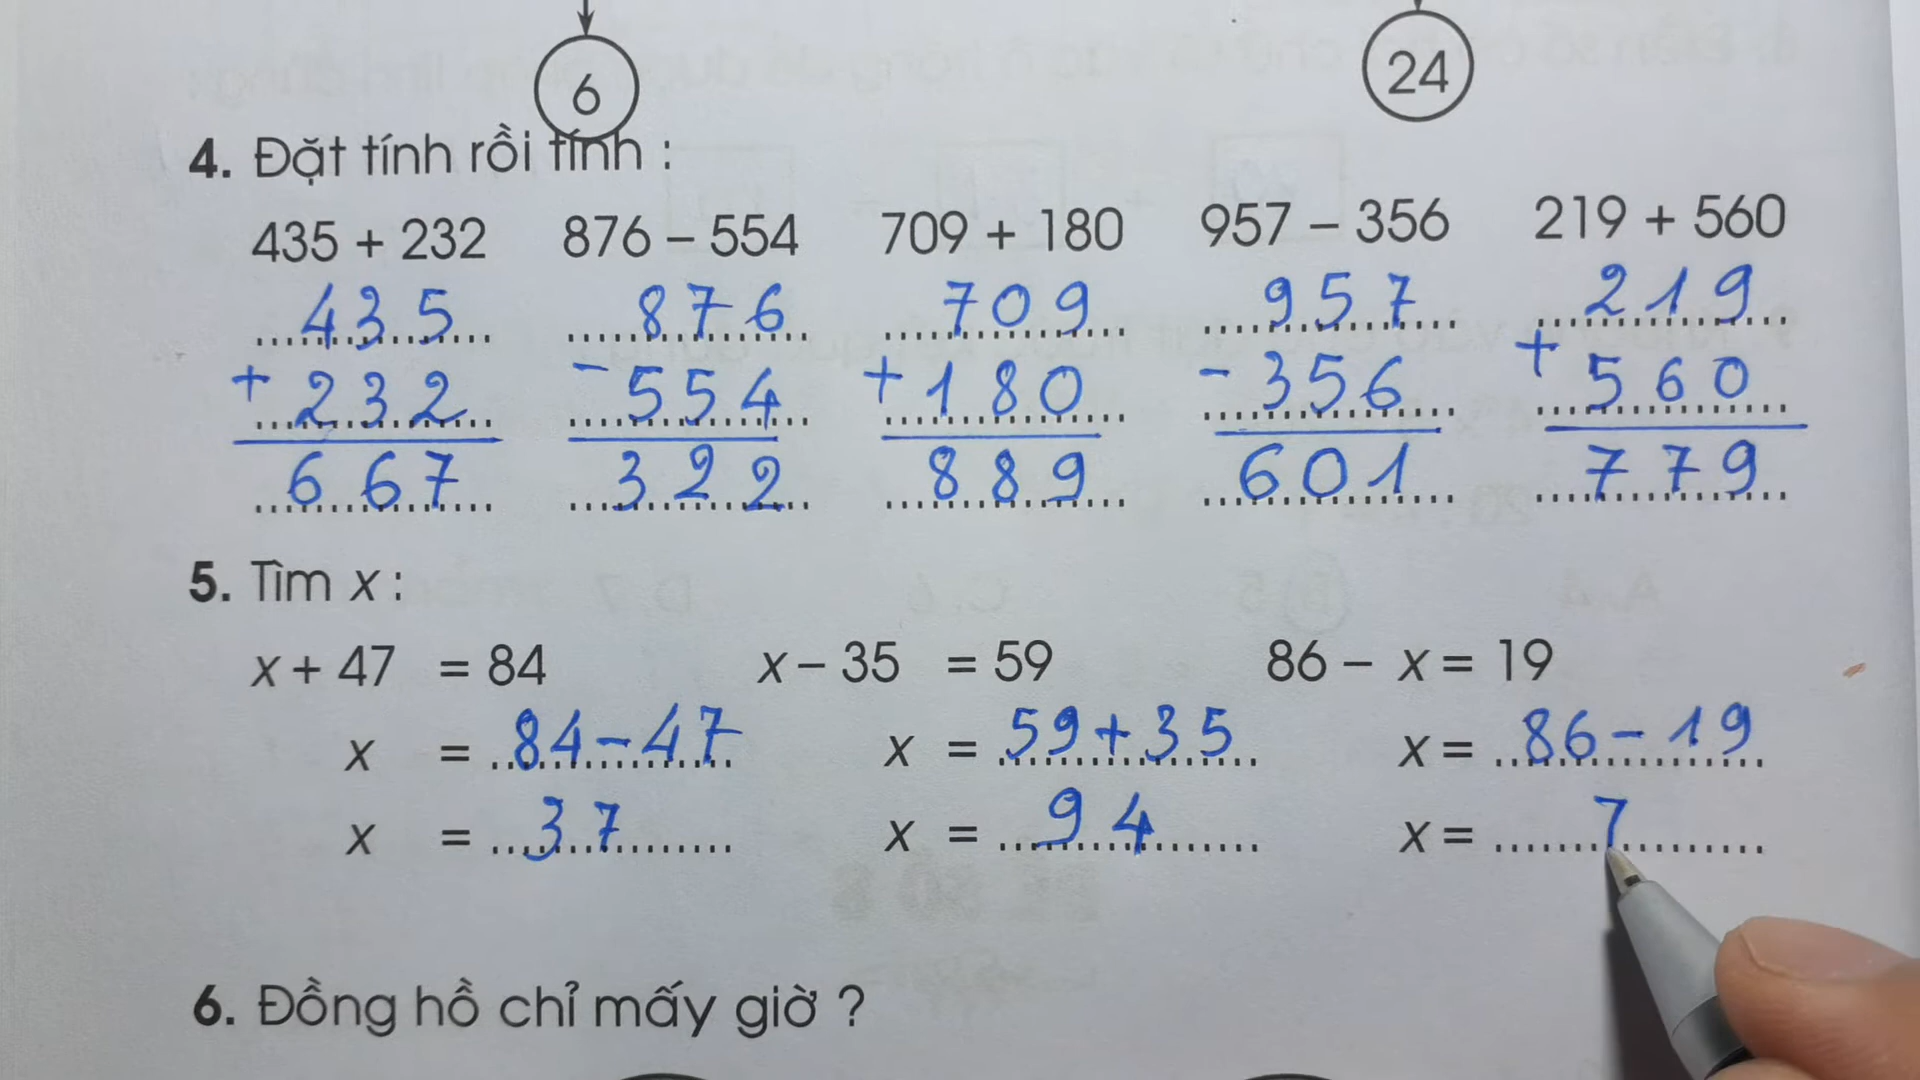 6
24
4. Đặt tính rồi tính :
435 + 232 876 – 554 709 + 180 957 – 356 219 + 560
435 876 709 957 219
+ 232 - 554 + 180 - 356 + 560
667 322 889 601 779
5. Tìm x :
x + 47 = 84 x – 35 = 59 86 – x = 19
x = 84 - 47 x = 59 + 35 x = 86 - 19
x = 37 x = 94 x = 7
6. Đồng hồ chỉ mấy giờ ?